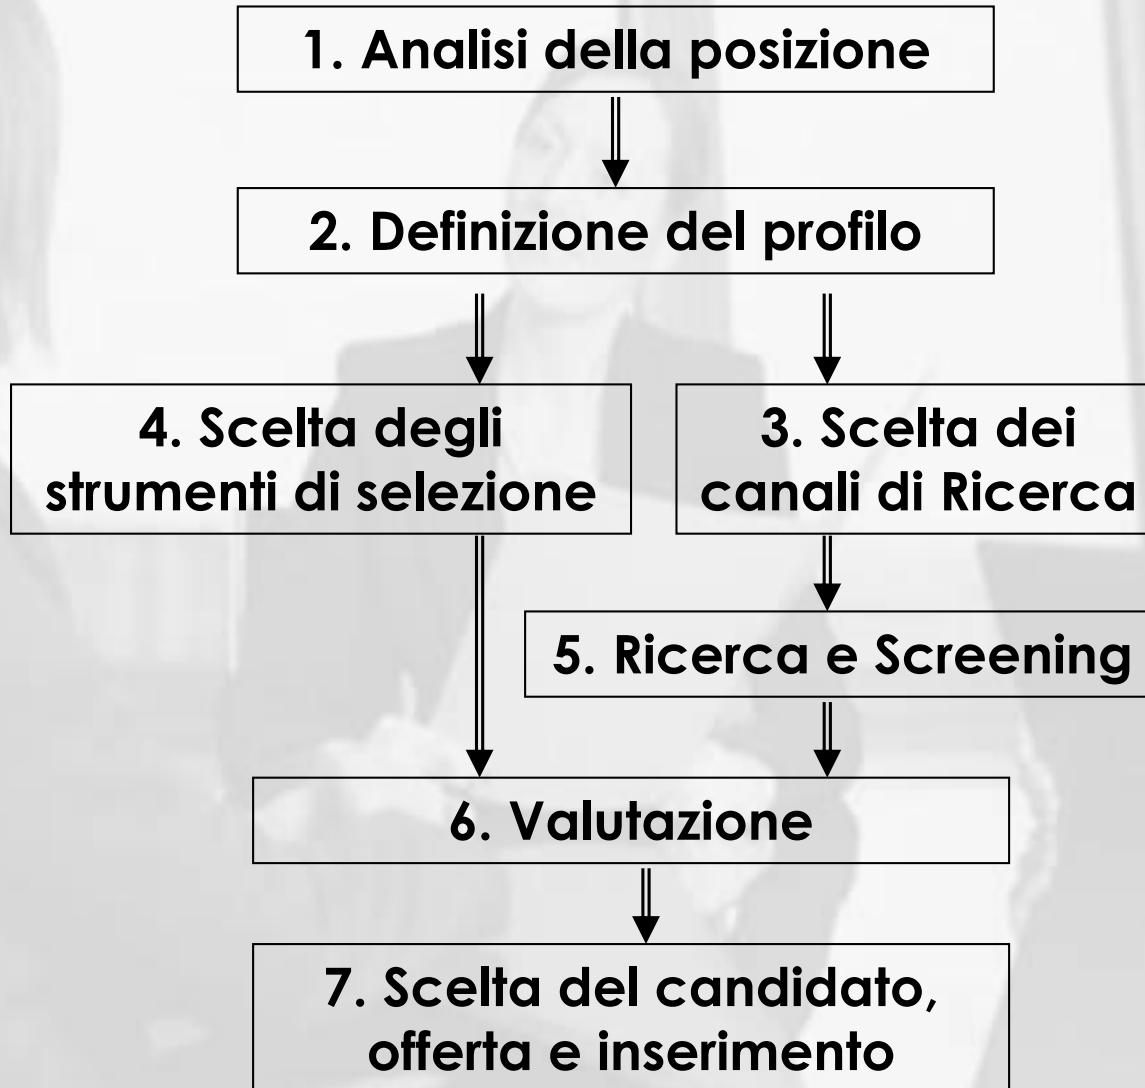 1. Analisi della posizione
2. Definizione del profilo
4. Scelta degli
strumenti di selezione
3. Scelta dei
canali di Ricerca
5. Ricerca e Screening
6. Valutazione
7. Scelta del candidato,
offerta e inserimento